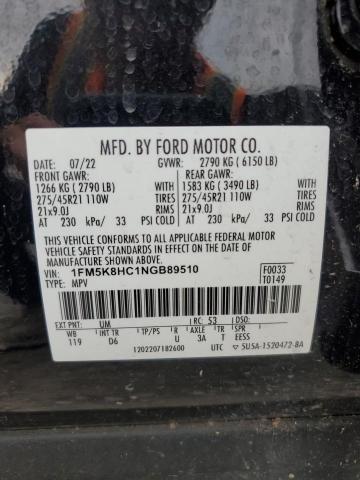 MFD. BY FORD MOTOR CO.
DATE: 07/22 GVWR: 2790 KG ( 6150 LB)
FRONT GAWR: REAR GAWR:
1266 KG ( 2790 LB) 1583 KG ( 3490 LB)
275/45R21 110W TIRES 275/45R21 110W TIRES
21x9.0J RIMS 21x9.0J RIMS
AT 230 kPa/ 33 PSI COLD AT 230 kPa/ 33 PSI COLD
THIS VEHICLE CONFORMS TO ALL APPLICABLE FEDERAL MOTOR
VEHICLE SAFETY AND BUMPER STANDARDS IN EFFECT ON THE DATE
OF MANUFACTURE SHOWN ABOVE.
VIN: 1FM5K8HC1NGB89510 F0033
TYPE: MPV T0149
EXT PNT: UM RC: 53 DSO:
WB INT TR TP/PS R AXLE TR SPR
119 D6 U 3A T EESS
1202207182600 UTC 5U5A-1520472-BA